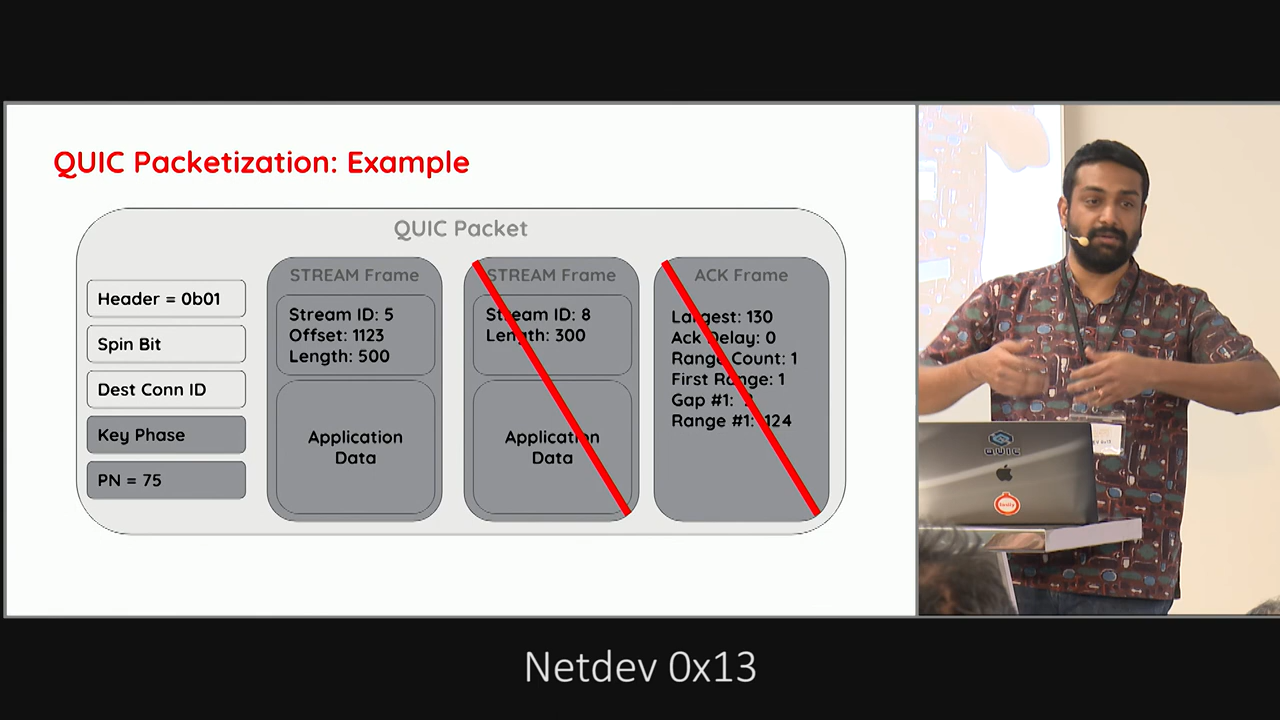 QUIC Packetization: Example
QUIC Packet
Header = 0b01
Spin Bit
Dest Conn ID
Key Phase
PN = 75
STREAM Frame
Stream ID: 5
Offset: 1123
Length: 500
Application
Data
STREAM Frame
Stream ID: 8
Length: 300
Application
Data
ACK Frame
Largest: 130
Ack Delay: 0
Range Count: 1
First Range: 1
Gap #1:
Range #1: 124
QUIC
fastly
Netdev 0x13